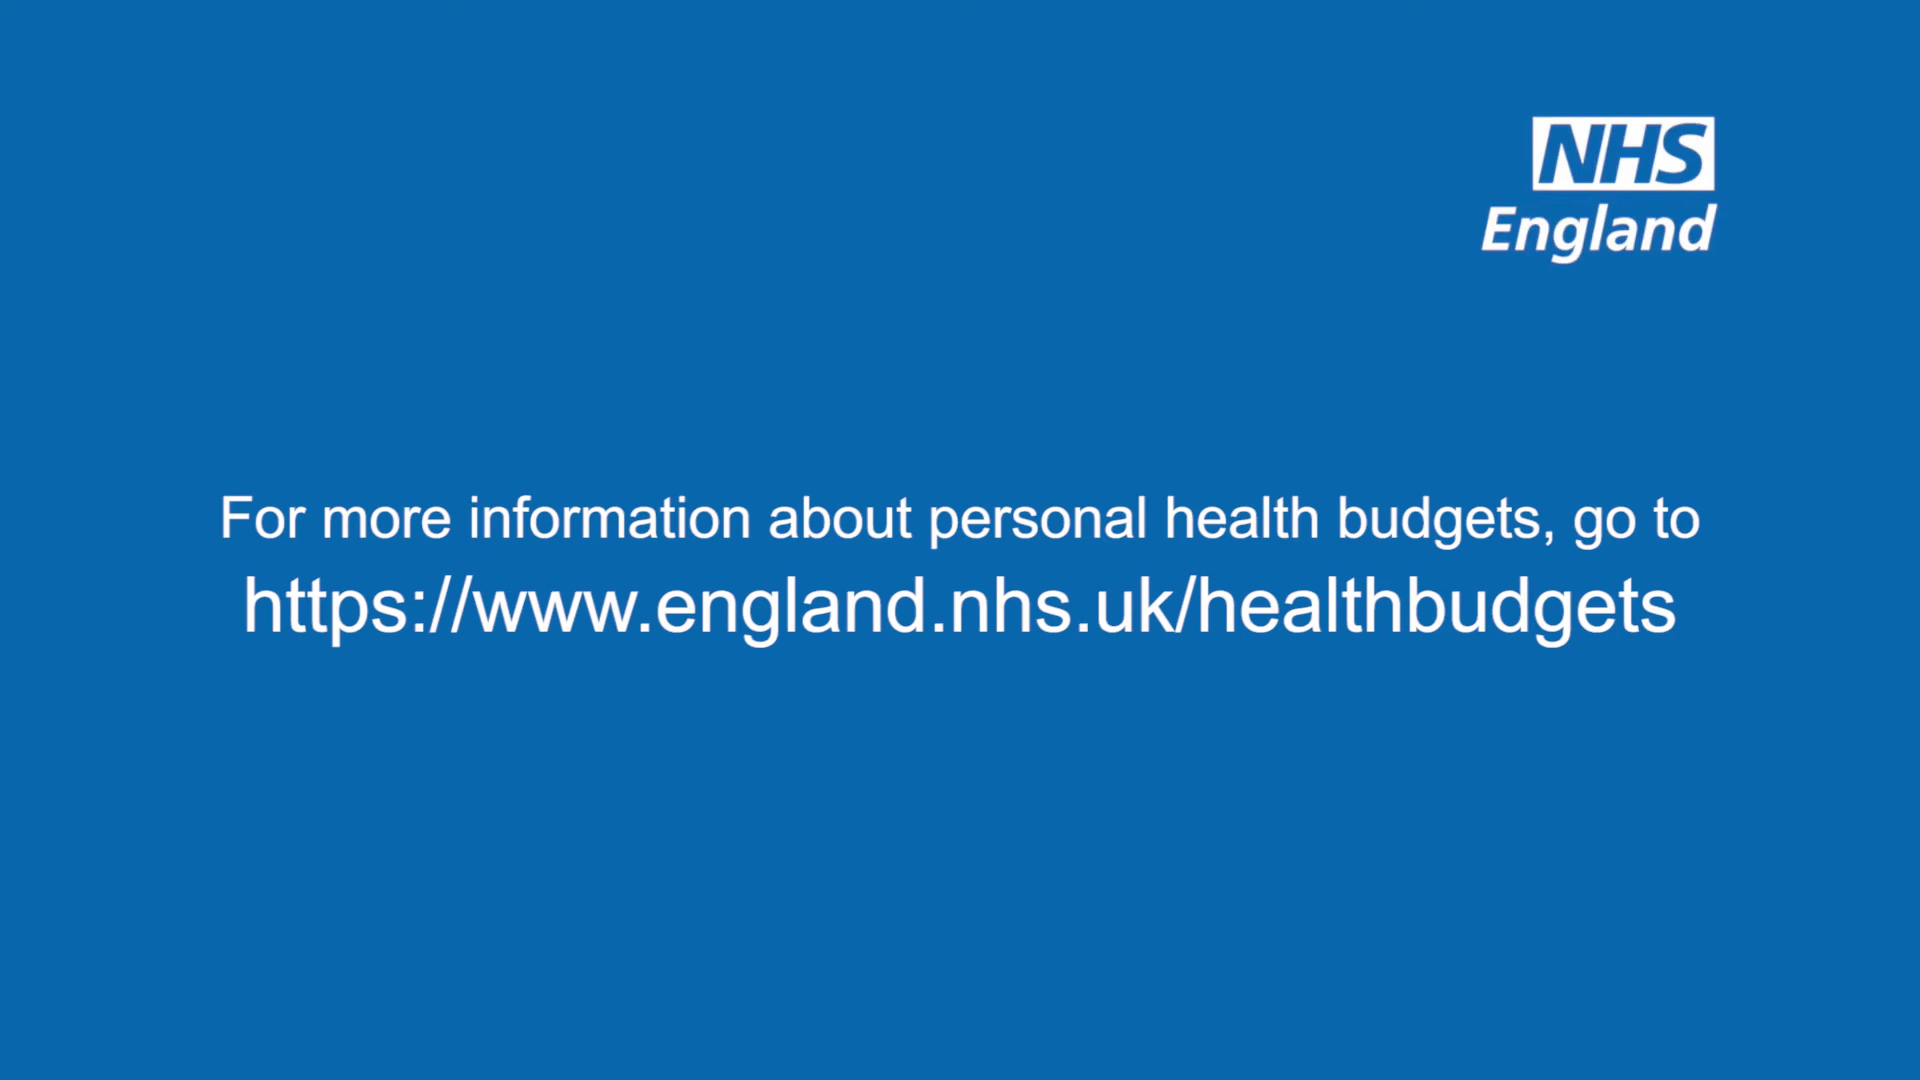 NHS
England
For more information about personal health budgets, go to
https://www.england.nhs.uk/healthbudgets